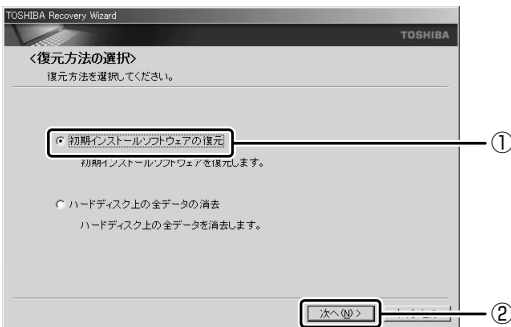 TOSHIBA Recovery Wizard
TOSHIBA
<復元方法の選択>
復元方法を選択してください。
初期インストールソフトウェアの復元
①
初期インストールソフトウェアを復元します。
ハードディスク上の全データの消去
ハードディスク上の全データを消去します。
次へ(N) >
②